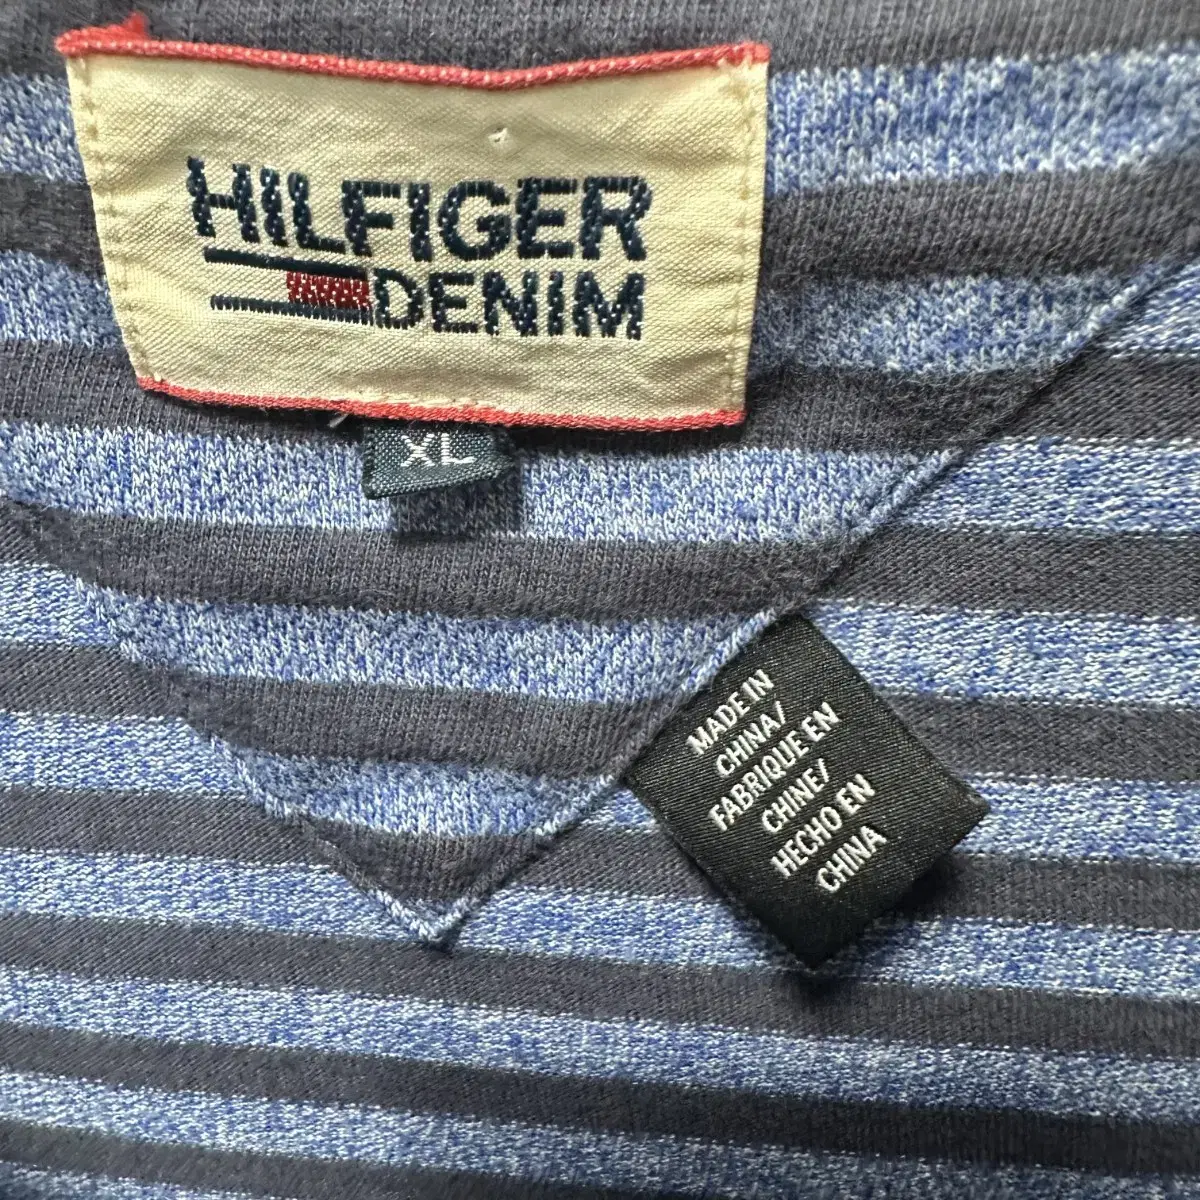 HILFIGER
DENIM
XL
MADE IN
CHINA/
FABRIQUE EN
CHINE/
HECHO EN
CHINA